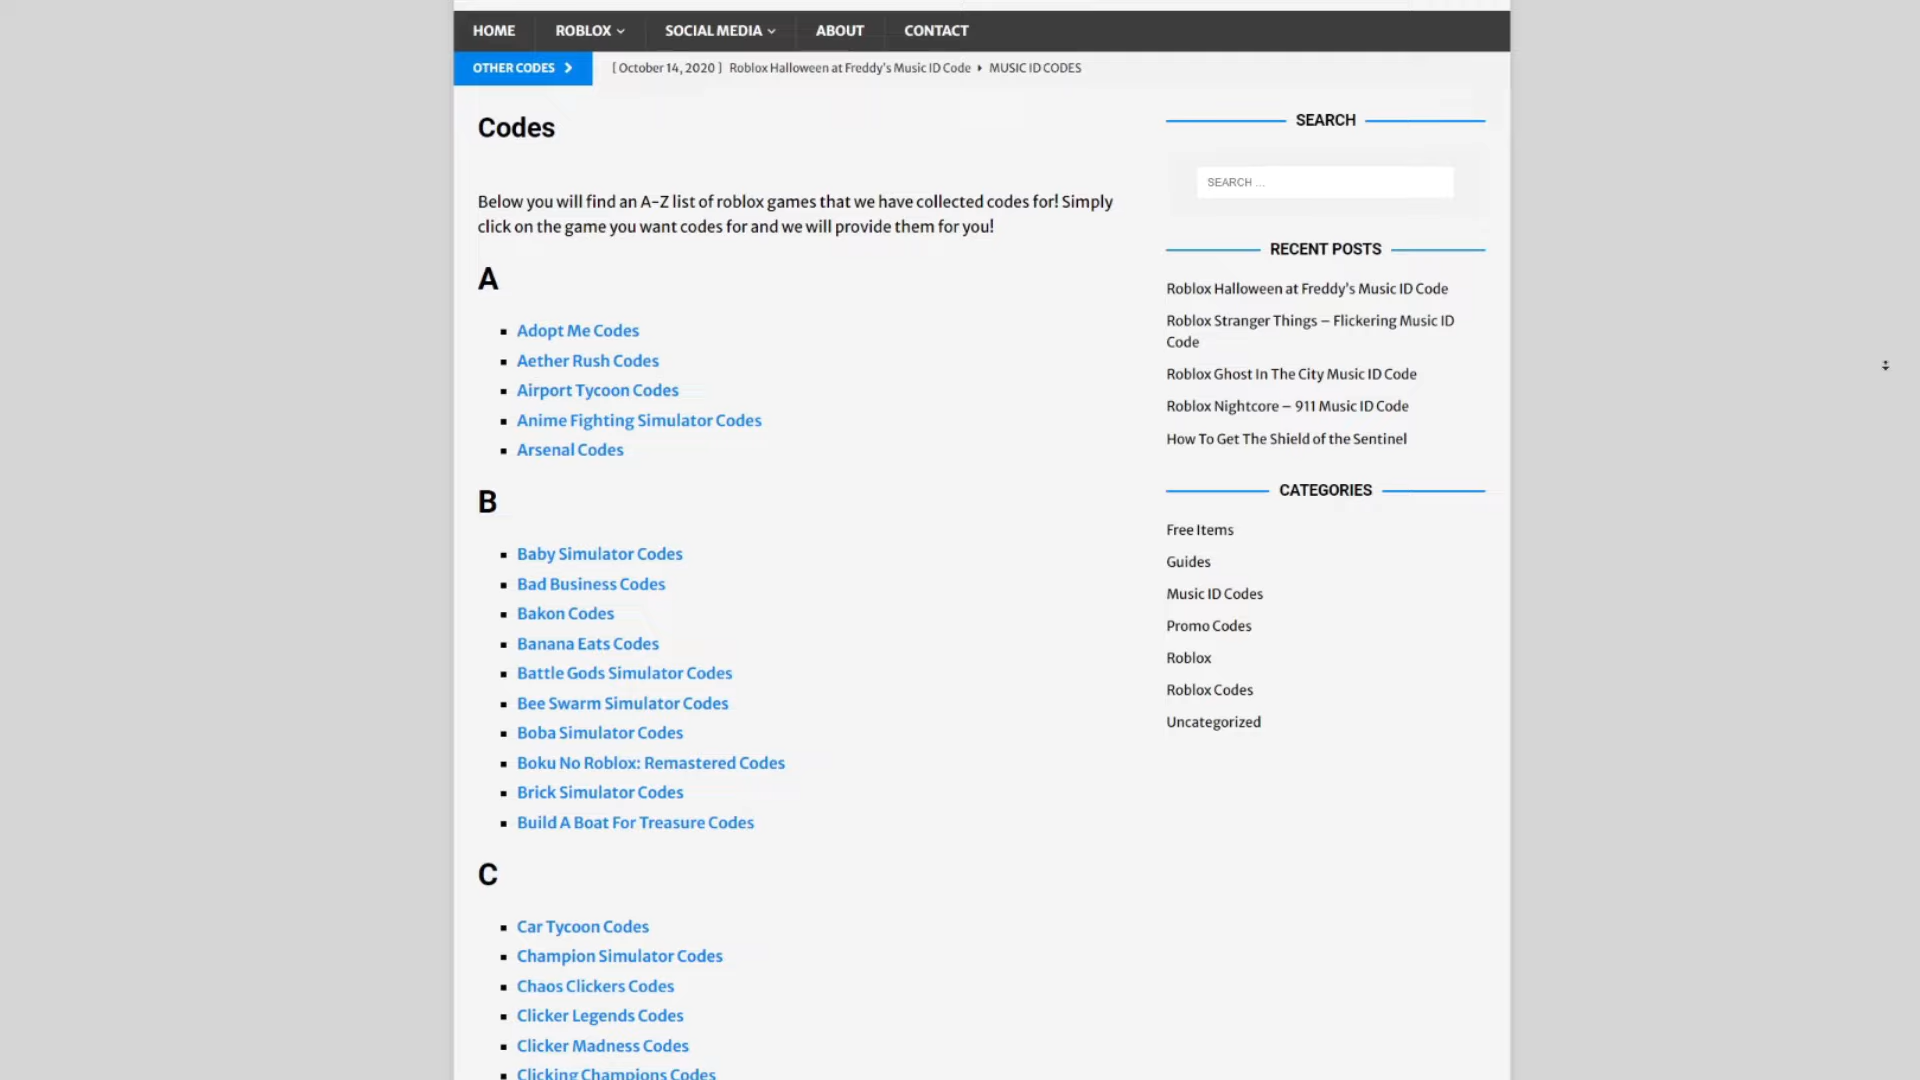 HOME ROBLOX SOCIAL MEDIA ABOUT CONTACT
OTHER CODES [ October 14, 2020 ] Roblox Halloween at Freddy's Music ID Code MUSIC ID CODES
Codes
Below you will find an A-Z list of roblox games that we have collected codes for! Simply
click on the game you want codes for and we will provide them for you!
A
Adopt Me Codes
Aether Rush Codes
Airport Tycoon Codes
Anime Fighting Simulator Codes
Arsenal Codes
B
Baby Simulator Codes
Bad Business Codes
Bakon Codes
Banana Eats Codes
Battle Gods Simulator Codes
Bee Swarm Simulator Codes
Boba Simulator Codes
Boku No Roblox: Remastered Codes
Brick Simulator Codes
Build A Boat For Treasure Codes
C
Car Tycoon Codes
Champion Simulator Codes
Chaos Clickers Codes
Clicker Legends Codes
Clicker Madness Codes
Clicking Champions Codes
SEARCH
SEARCH ...
RECENT POSTS
Roblox Halloween at Freddy's Music ID Code
Roblox Stranger Things – Flickering Music ID
Code
Roblox Ghost In The City Music ID Code
Roblox Nightcore – 911 Music ID Code
How To Get The Shield of the Sentinel
CATEGORIES
Free Items
Guides
Music ID Codes
Promo Codes
Roblox
Roblox Codes
Uncategorized